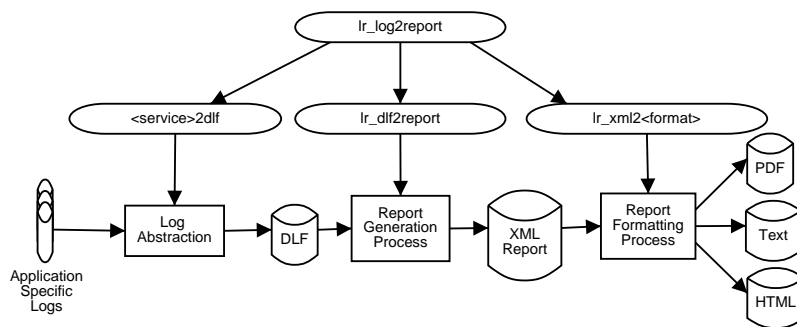 lr_log2report
<service>2dlf
lr_dlf2report
lr_xml2<format>
PDF
Log
Abstraction
DLF
Report
Generation
Process
XML
Report
Report
Formatting
Process
Text
Application
Specific
Logs
HTML